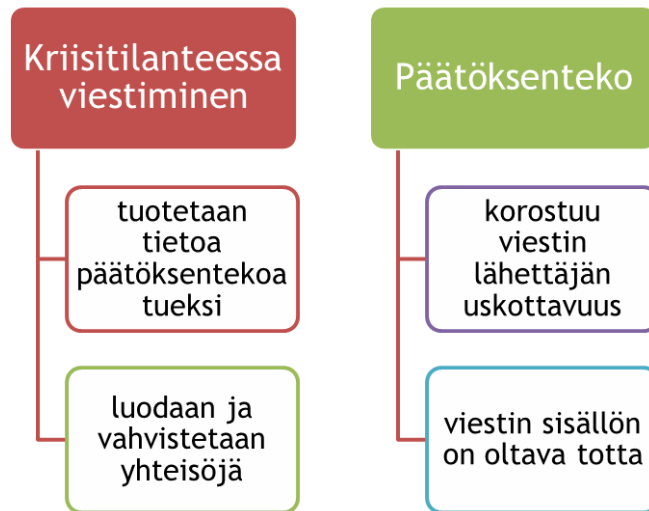 Kriisitilanteessa
viestiminen
tuotetaan
tietoa
päätöksentekoa
tueksi
luodaan ja
vahvistetaan
yhteisöjä
Päätöksenteko
korostuu
viestin
lähettäjän
uskottavuus
viestin sisällön
on oltava totta